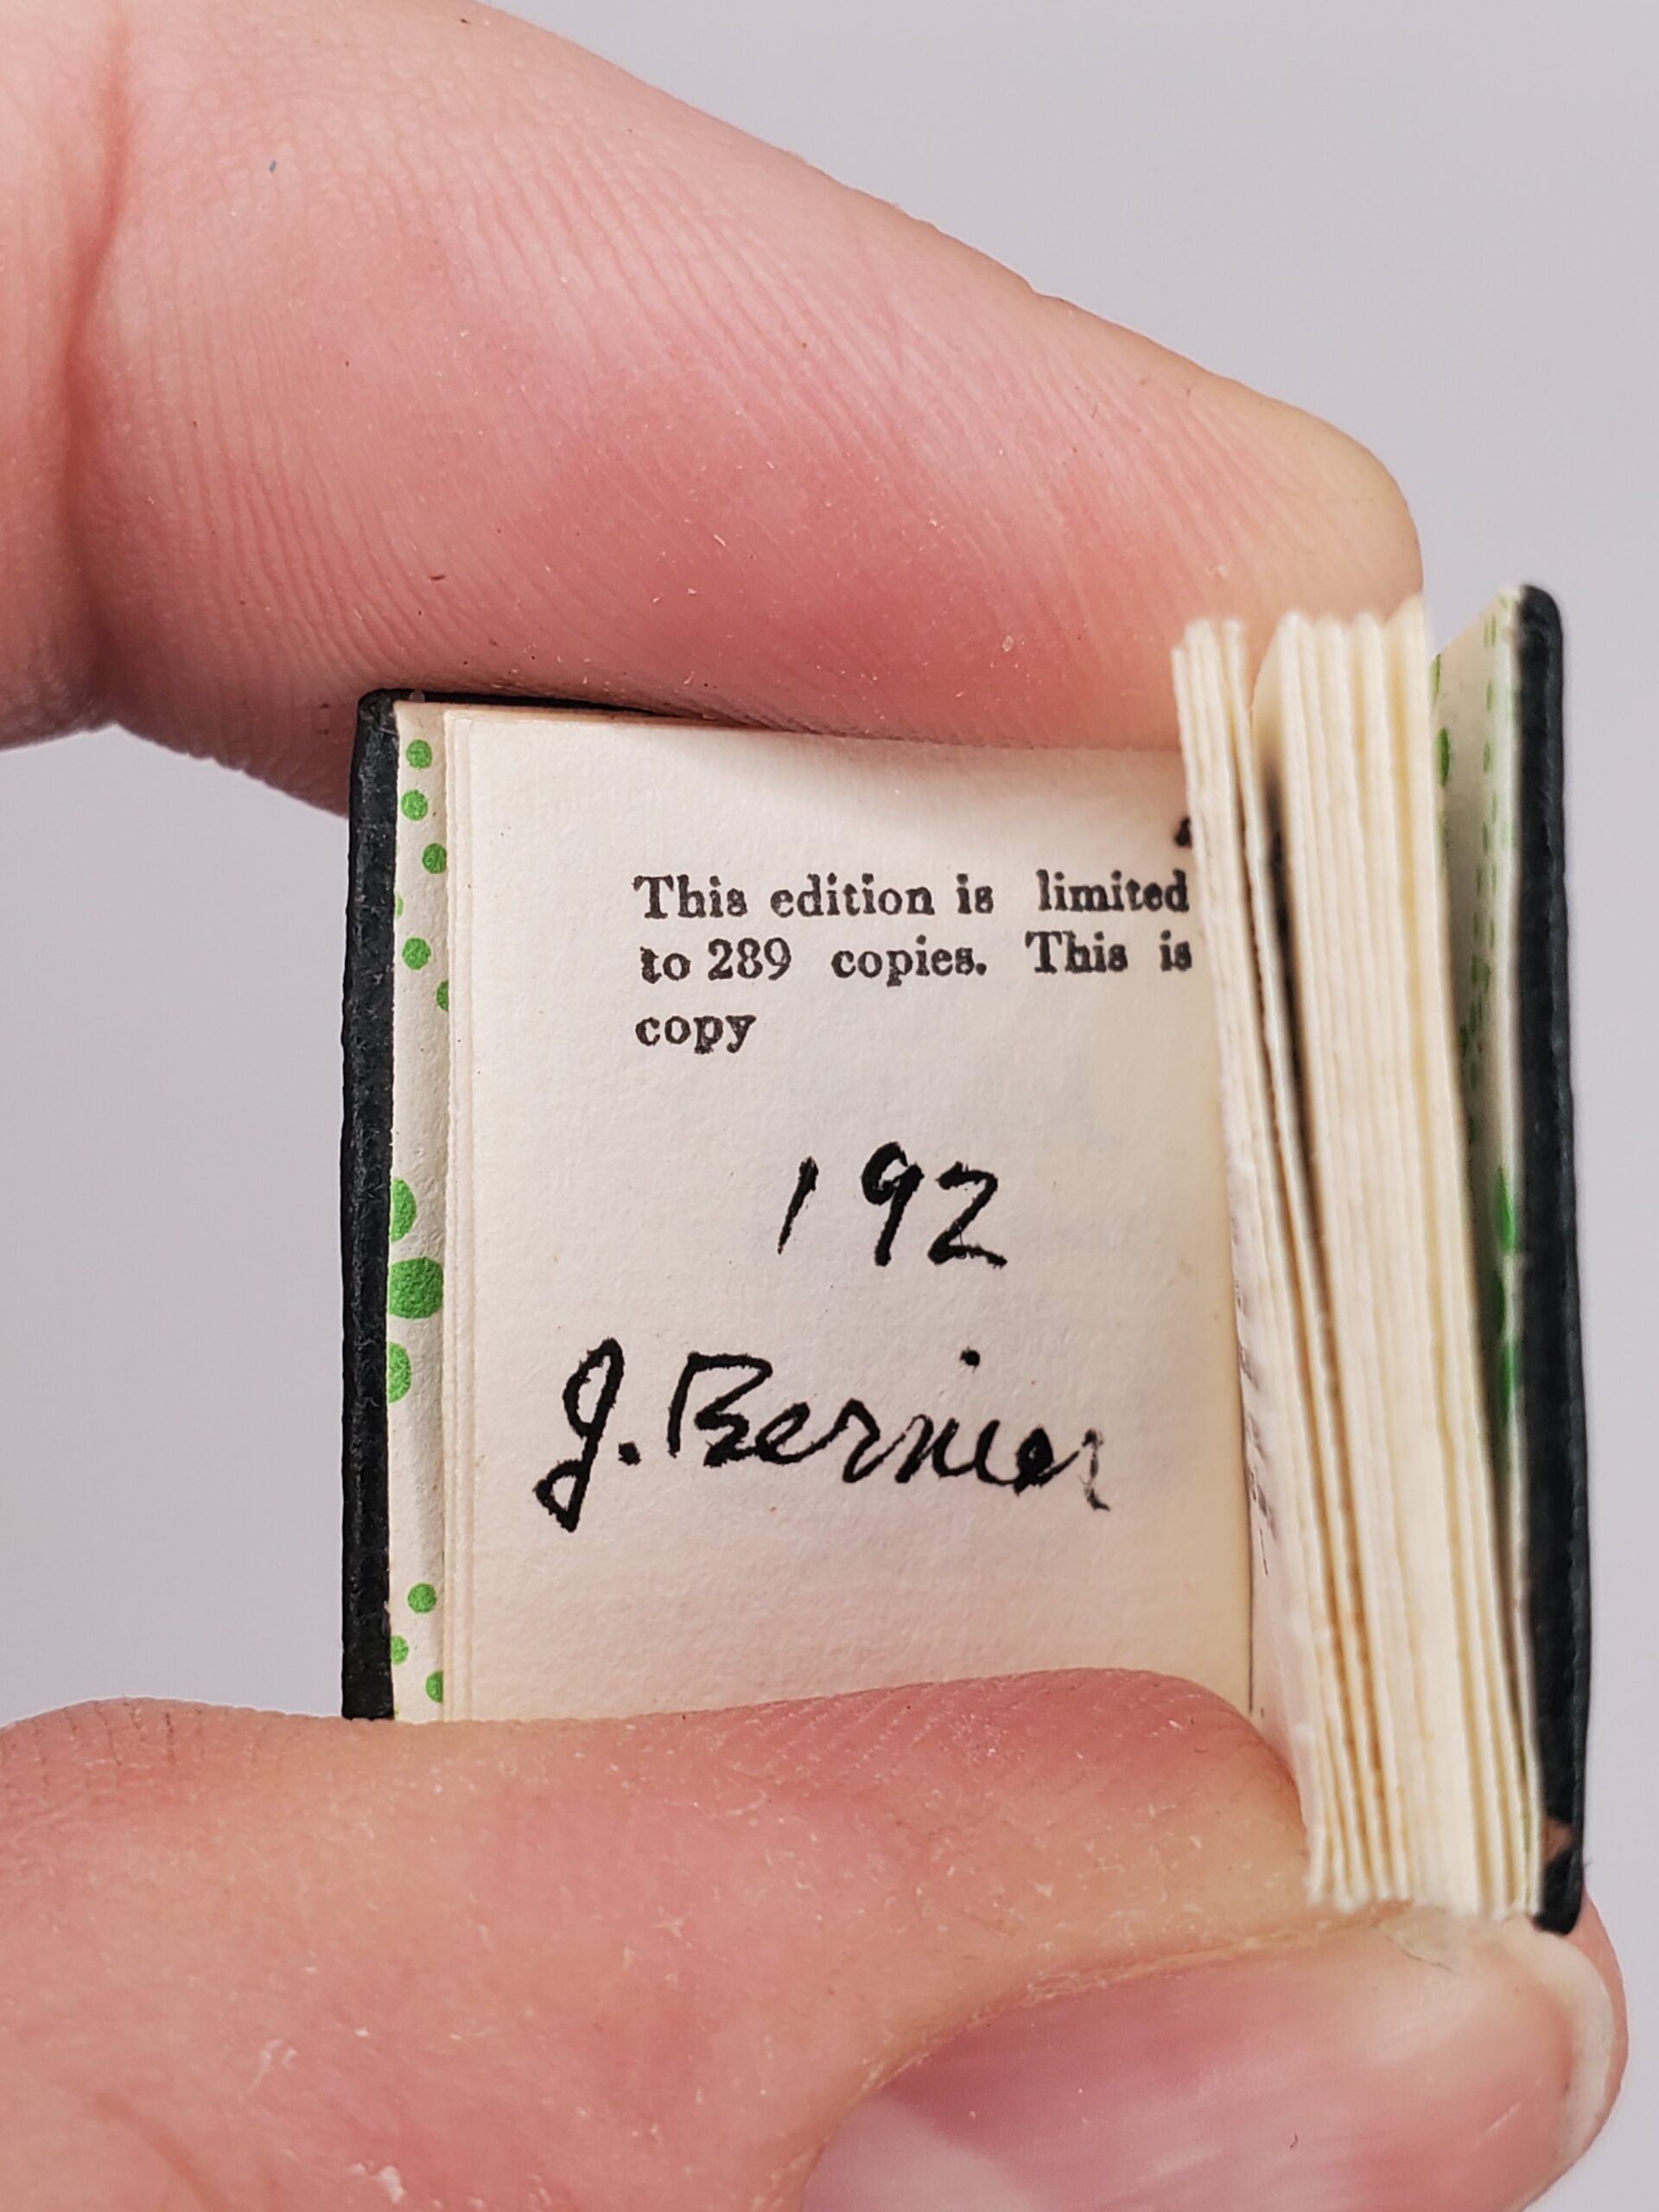 This edition is limited
to 289 copies. This is
copy
192
J. Bernier